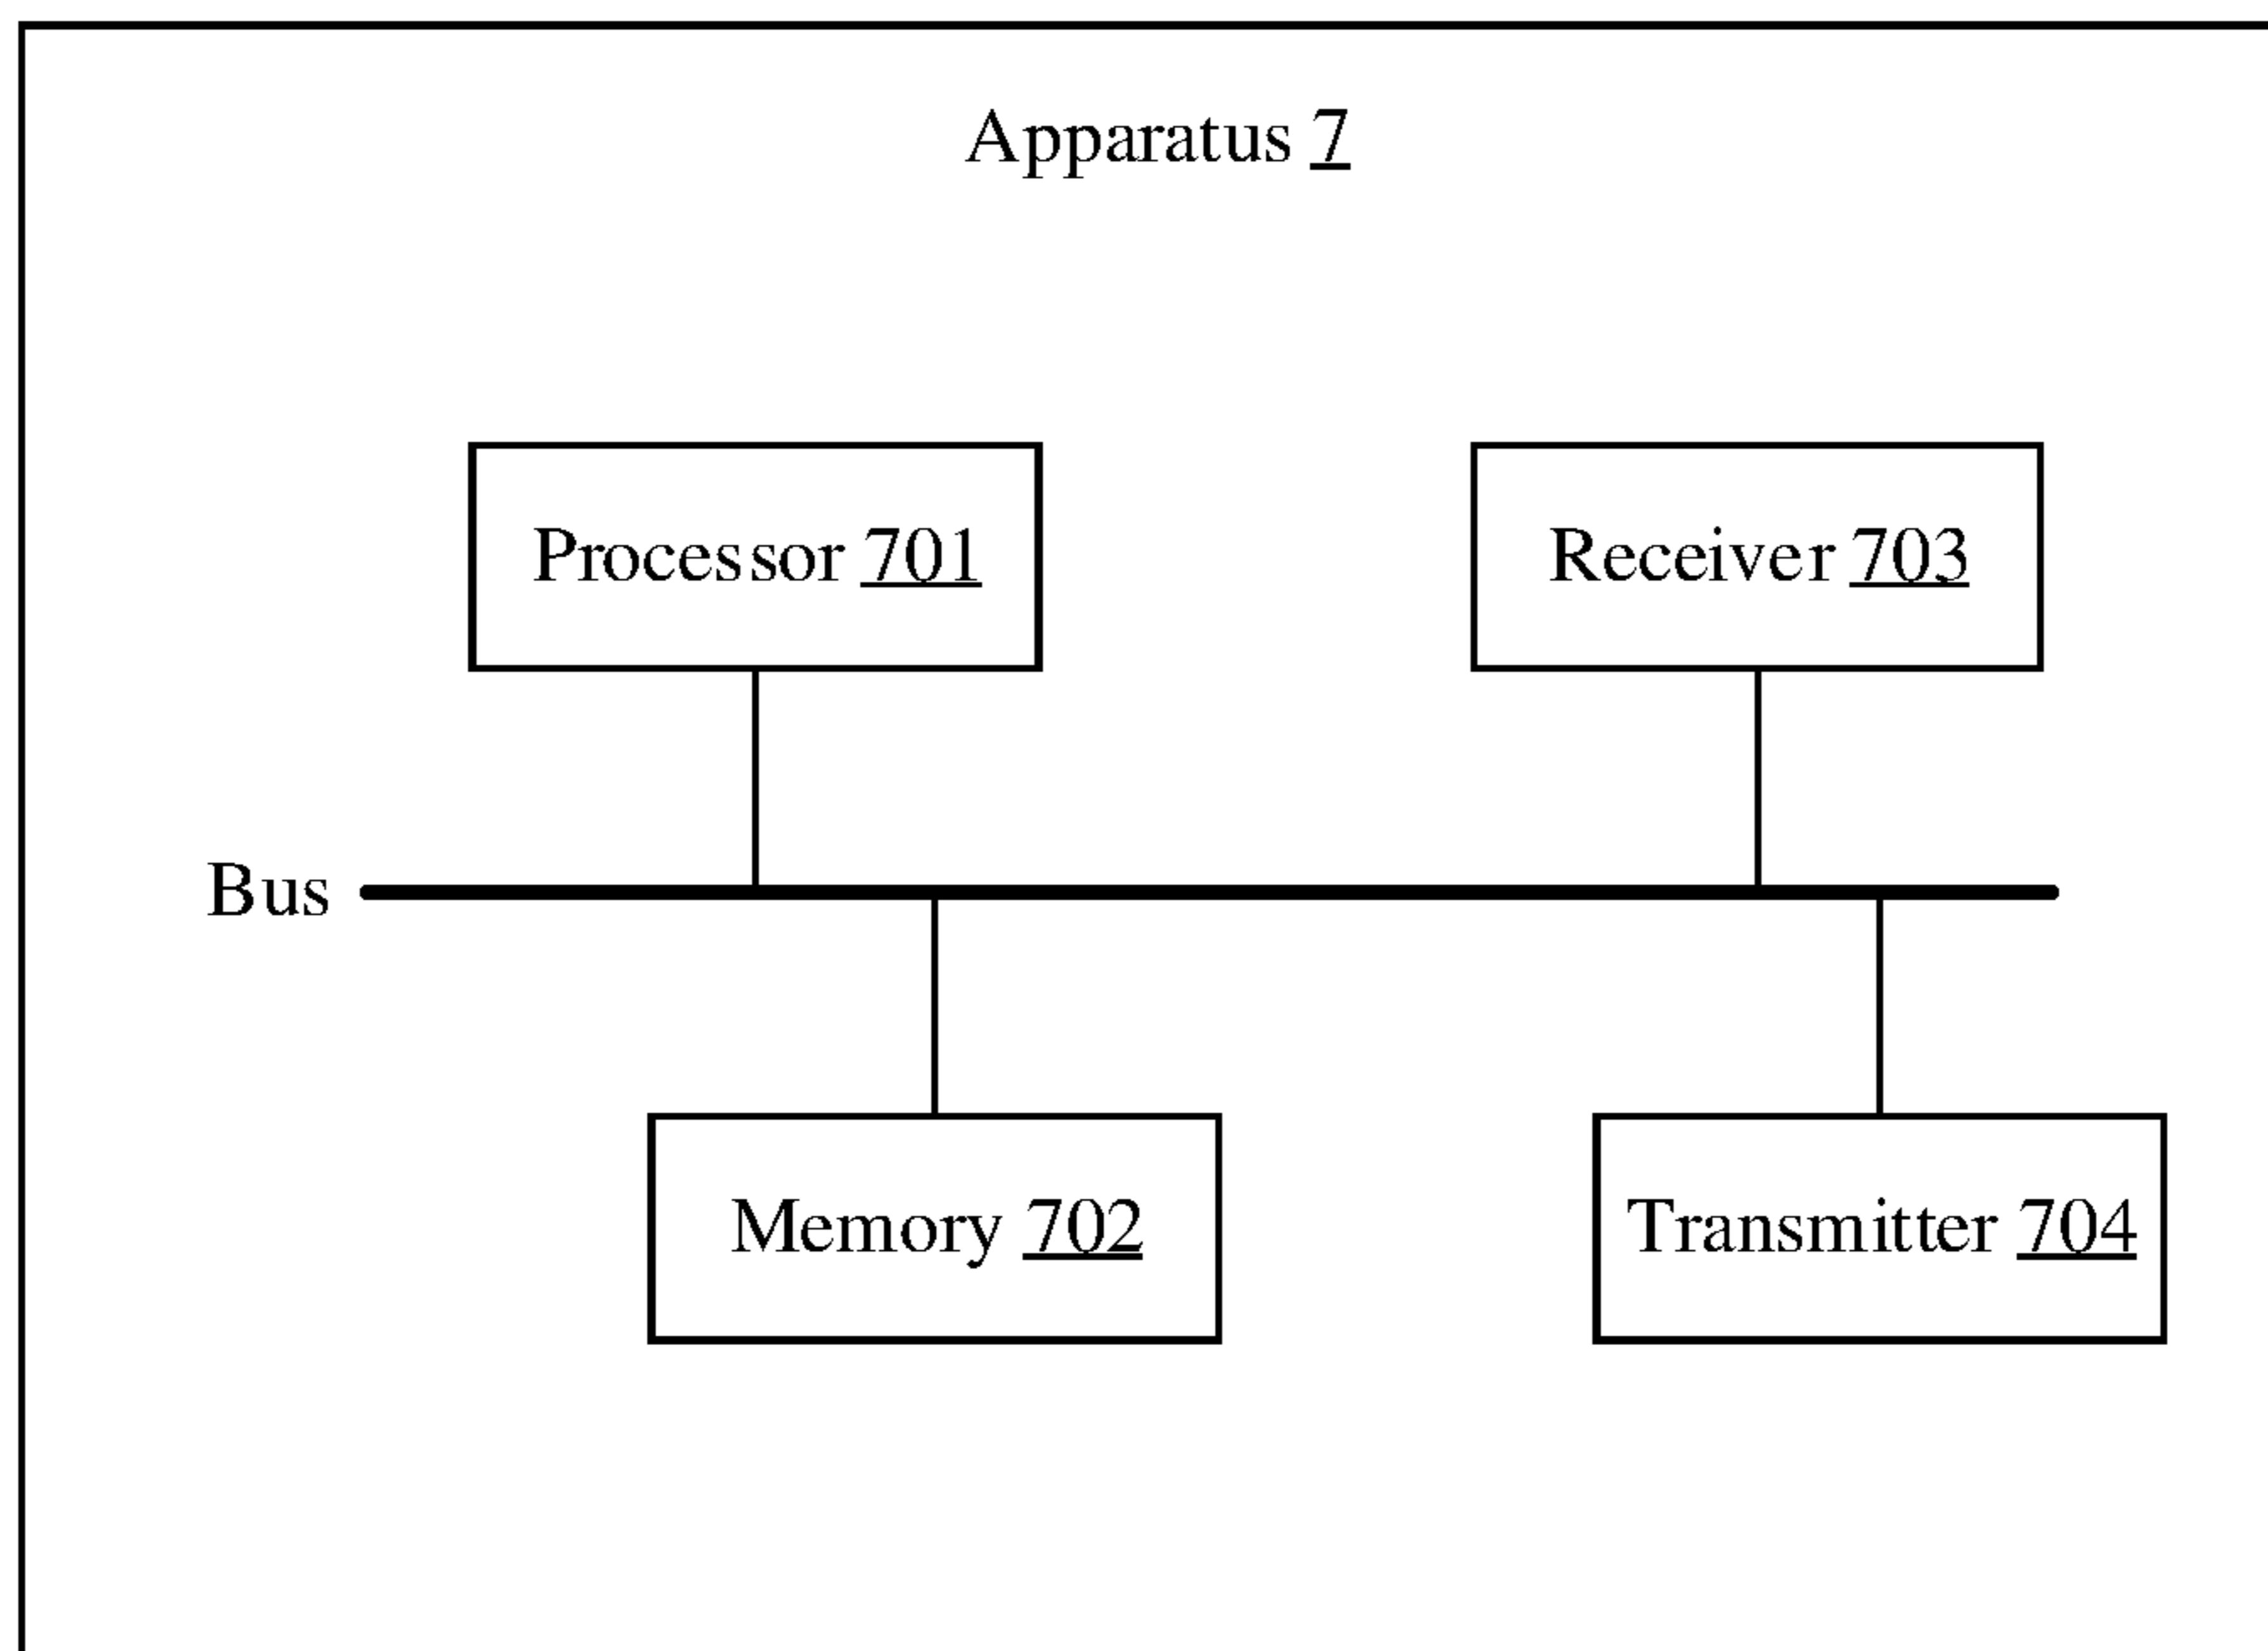 Apparatus 7
Processor 701
Receiver 703
Bus
Memory 702
Transmitter 704